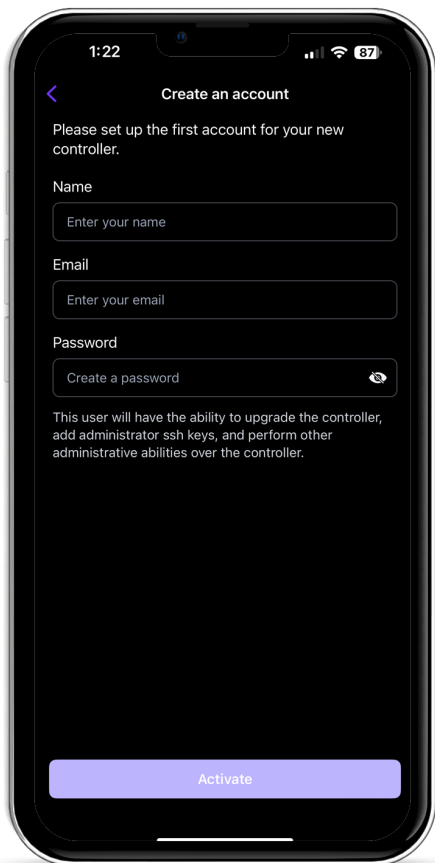 1:22
87
Create an account
Please set up the first account for your new
controller.
Name
Enter your name
Email
Enter your email
Password
Create a password
This user will have the ability to upgrade the controller,
add administrator ssh keys, and perform other
administrative abilities over the controller.
Activate